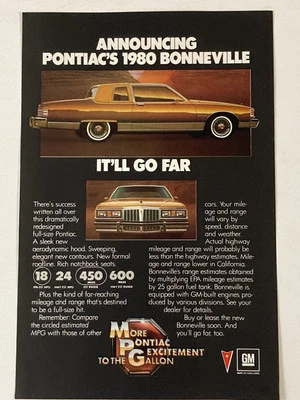 ANNOUNCING
PONTIAC'S 1980 BONNEVILLE
IT'LL GO FAR
There's success
written all over
this dramatically
redesigned
full-size Pontiac.
A sleek new
aerodynamic hood. Sweeping,
elegant new contours. New formal
roofline. Rich notchback seats.
18 24 450 600
Plus the kind of far-reaching
mileage and range that's destined
to be a full-size hit.
Remember: Compare
the circled estimated
MPG with those of other
cars. Your mile-
age and range
will vary by
speed, distance
and weather.
Actual highway
mileage and range will probably be
less than the highway estimates. Mile-
age and range lower in California.
Bonneville's range estimates obtained
by multiplying EPA mileage estimates
by 25 gallon fuel tank. Bonneville is
equipped with GM-built engines produced
by various divisions. See your
dealer for details.
Buy or lease the new
Bonneville soon. And
you'll go far, too.
MORE
PONTIAC
EXCITEMENT
TO THE GALLON
GM